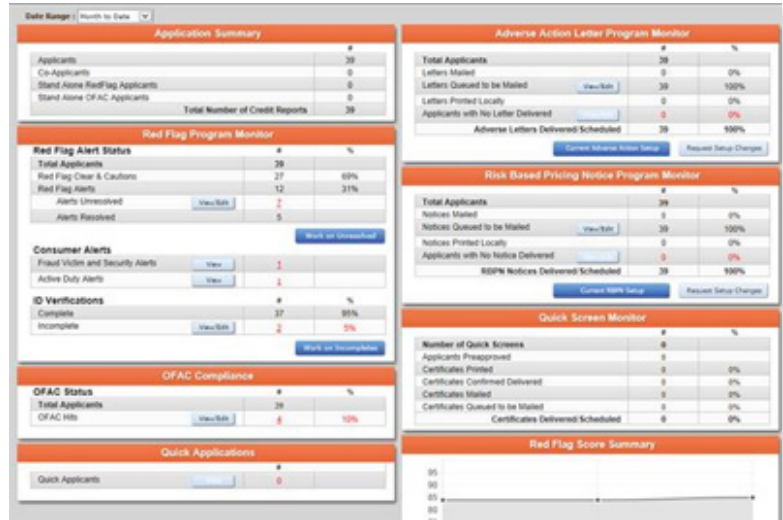 Date Range : Month to Date
Application Summary
#
Applicants 39
Co-Applicants 0
Stand Alone RedFlag Applicants 0
Stand Alone OFAC Applicants 0
Total Number of Credit Reports 39
Red Flag Program Monitor
Red Flag Alert Status # %
Total Applicants 39
Red Flag Clear & Cautions 27 69%
Red Flag Alerts 12 31%
Alerts Unresolved View/Edit 7
Alerts Resolved 5
Work on Unresolved
Consumer Alerts
Fraud Victim and Security Alerts View 1
Active Duty Alerts View 1
ID Verifications # %
Complete 37 95%
Incomplete View/Edit 2 5%
Work on Incompletes
OFAC Compliance
OFAC Status # %
Total Applicants 39
OFAC Hits View/Edit 4 10%
Quick Applications
#
Quick Applicants 0
Adverse Action Letter Program Monitor
# %
Total Applicants 39
Letters Mailed 0 0%
Letters Queued to be Mailed View/Edit 39 100%
Letters Printed Locally 0 0%
Applicants with No Letter Delivered 0 0%
Adverse Letters Delivered/Scheduled 39 100%
Current Adverse Action Setup Request Setup Changes
Risk Based Pricing Notice Program Monitor
# %
Total Applicants 39
Notices Mailed 0 0%
Notices Queued to be Mailed View/Edit 39 100%
Notices Printed Locally 0 0%
Applicants with No Notice Delivered 0 0%
RBPN Notices Delivered/Scheduled 39 100%
Current RBPN Setup Request Setup Changes
Quick Screen Monitor
# %
Number of Quick Screens 0
Applicants Preapproved 0
Certificates Printed 0 0%
Certificates Confirmed Delivered 0 0%
Certificates Mailed 0 0%
Certificates Queued to be Mailed 0 0%
Certificates Delivered/Scheduled 0 0%
Red Flag Score Summary
95
90
85
80